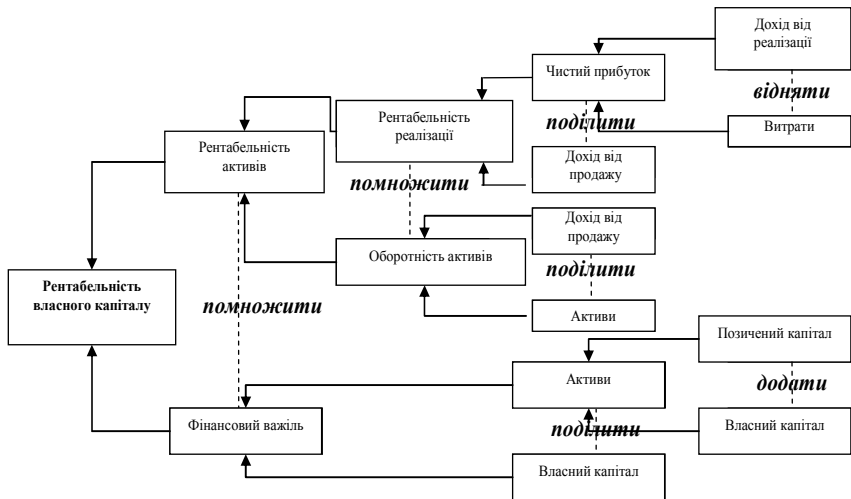 Дохід від
реалізації
Чистий прибуток
відняти
Рентабельність
реалізації
поділити
Витрати
Рентабельність
активів
Дохід від
продажу
помножити
Дохід від
продажу
Оборотність активів
поділити
Рентабельність
власного капіталу
помножити
Активи
Позичений капітал
Активи
додати
Фінансовий важіль
поділити
Власний капітал
Власний капітал